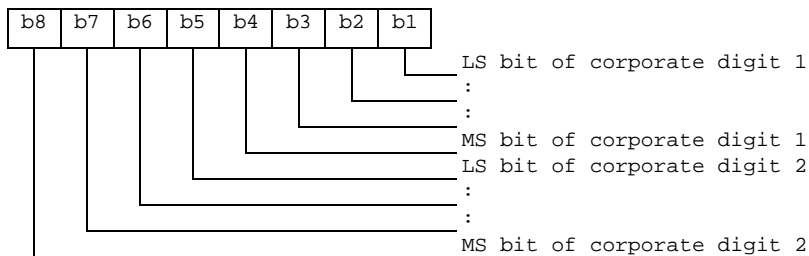 b8 b7 b6 b5 b4 b3 b2 b1
LS bit of corporate digit 1
:
:
MS bit of corporate digit 1
LS bit of corporate digit 2
:
:
MS bit of corporate digit 2